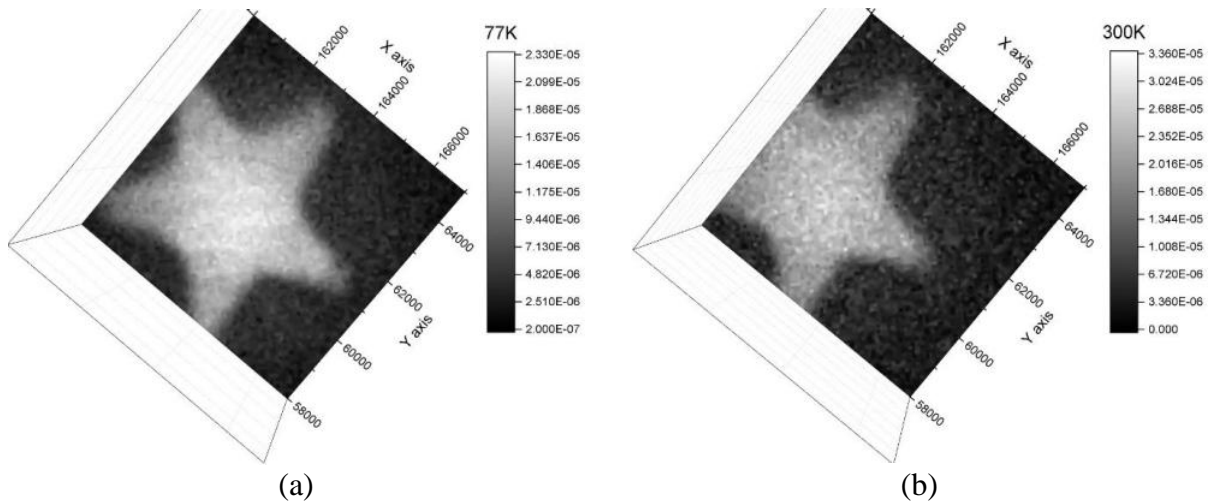 77K
2.330E-05
2.099E-05
1.868E-05
1.637E-05
1.406E-05
1.175E-05
9.440E-06
7.130E-06
4.820E-06
2.510E-06
2.000E-07
X axis
162000
164000
166000
Y axis
64000
62000
60000
58000
(a)
300K
3.360E-05
3.024E-05
2.688E-05
2.352E-05
2.016E-05
1.680E-05
1.344E-05
1.008E-05
6.720E-06
3.360E-06
0.000
X axis
162000
164000
166000
Y axis
64000
62000
60000
58000
(b)